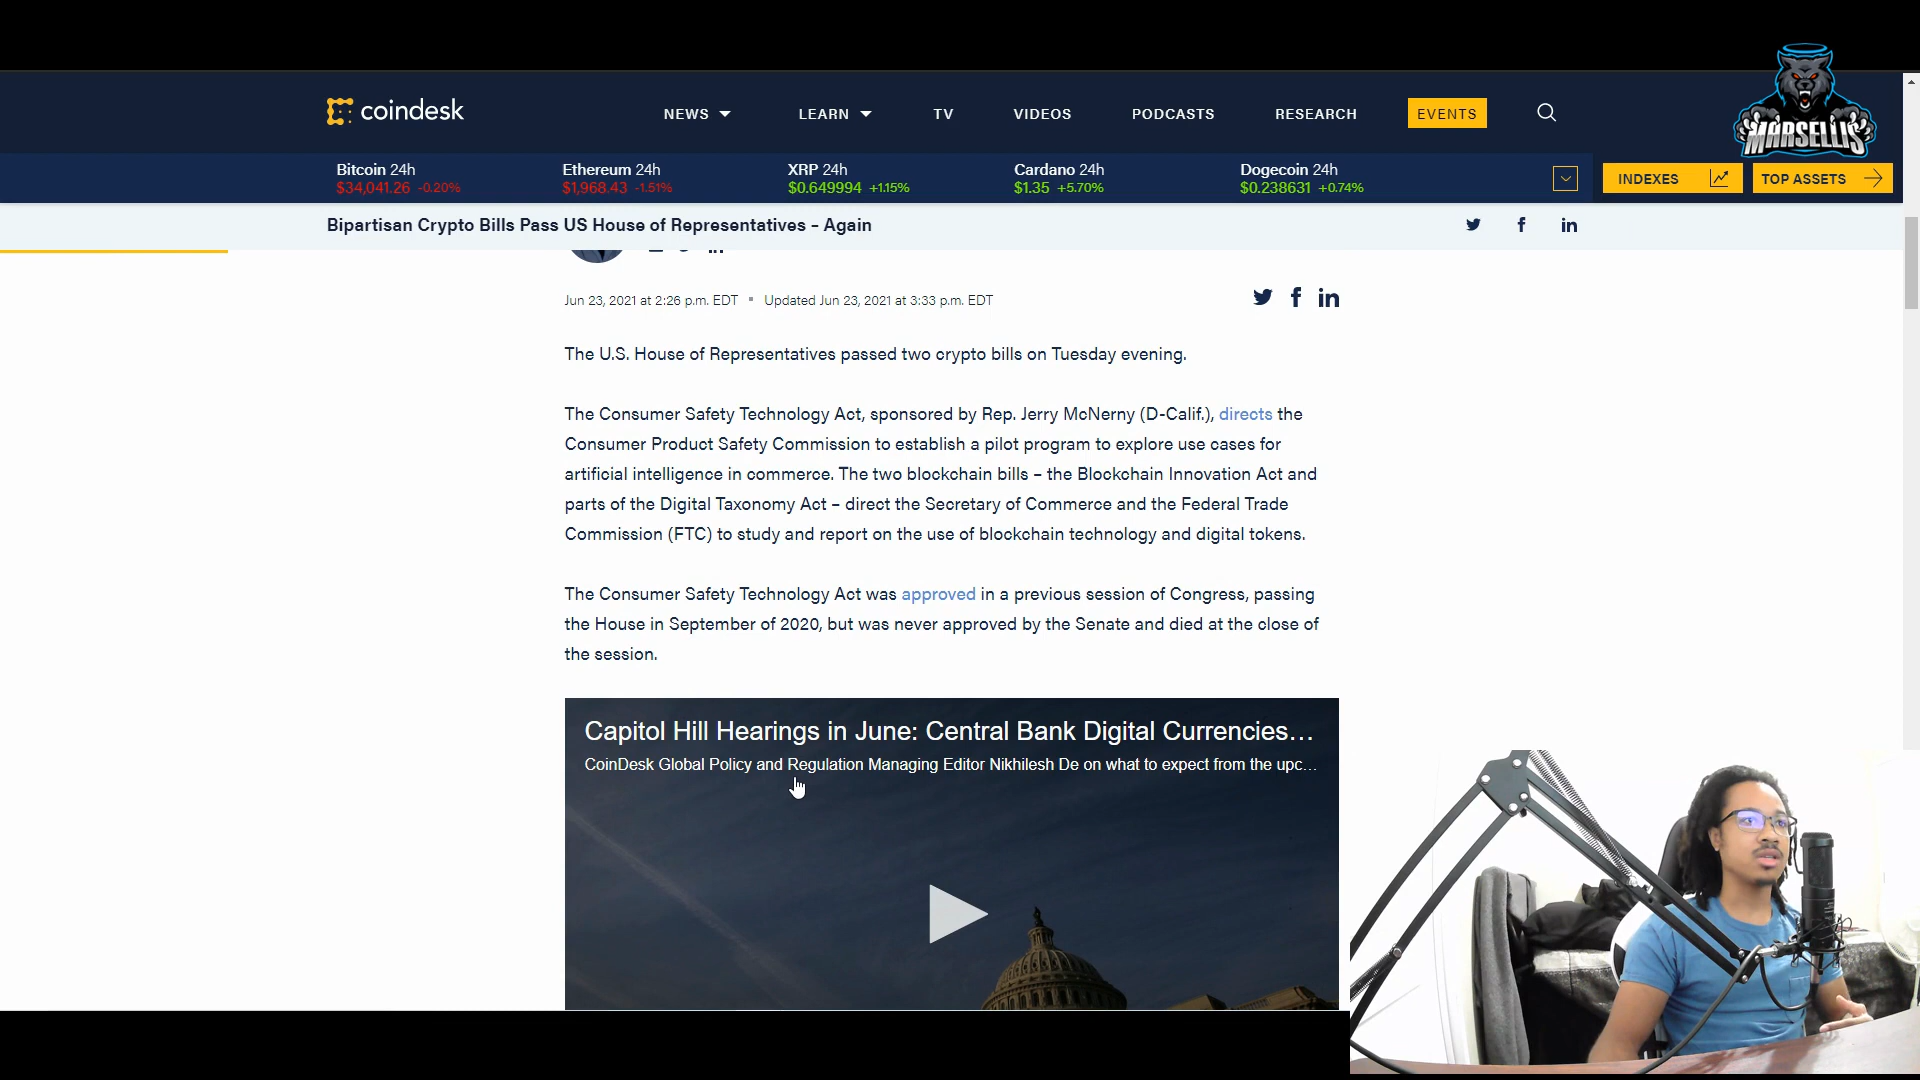 MARSELLIS
coindesk
NEWS
LEARN
TV
VIDEOS
PODCASTS
RESEARCH
EVENTS
Bitcoin 24h
$34,041.26 -0.20%
Ethereum 24h
$1,968.43 -1.51%
XRP 24h
$0.649994 +1.15%
Cardano 24h
$1.35 +5.70%
Dogecoin 24h
$0.238631 +0.74%
INDEXES
TOP ASSETS
Bipartisan Crypto Bills Pass US House of Representatives – Again
Jun 23, 2021 at 2:26 p.m. EDT ▪ Updated Jun 23, 2021 at 3:33 p.m. EDT
The U.S. House of Representatives passed two crypto bills on Tuesday evening.
The Consumer Safety Technology Act, sponsored by Rep. Jerry McNerny (D-Calif.), directs the
Consumer Product Safety Commission to establish a pilot program to explore use cases for
artificial intelligence in commerce. The two blockchain bills – the Blockchain Innovation Act and
parts of the Digital Taxonomy Act – direct the Secretary of Commerce and the Federal Trade
Commission (FTC) to study and report on the use of blockchain technology and digital tokens.
The Consumer Safety Technology Act was approved in a previous session of Congress, passing
the House in September of 2020, but was never approved by the Senate and died at the close of
the session.
Capitol Hill Hearings in June: Central Bank Digital Currencies...
CoinDesk Global Policy and Regulation Managing Editor Nikhilesh De on what to expect from the upc...